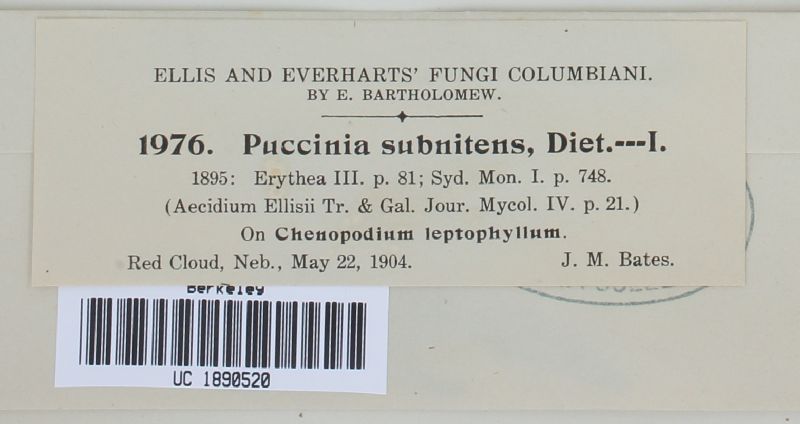 ELLIS AND EVERHARTS' FUNGI COLUMBIANI.
BY E. BARTHOLOMEW.
1976. Puccinia subnitens, Diet.---I.
1895: Erythea III. p. 81; Syd. Mon. I. p. 748.
(Aecidium Ellisii Tr. & Gal. Jour. Mycol. IV. p. 21.)
On Chenopodium leptophyllum.
Red Cloud, Neb., May 22, 1904. J. M. Bates.
Berkeley
UC 1890520